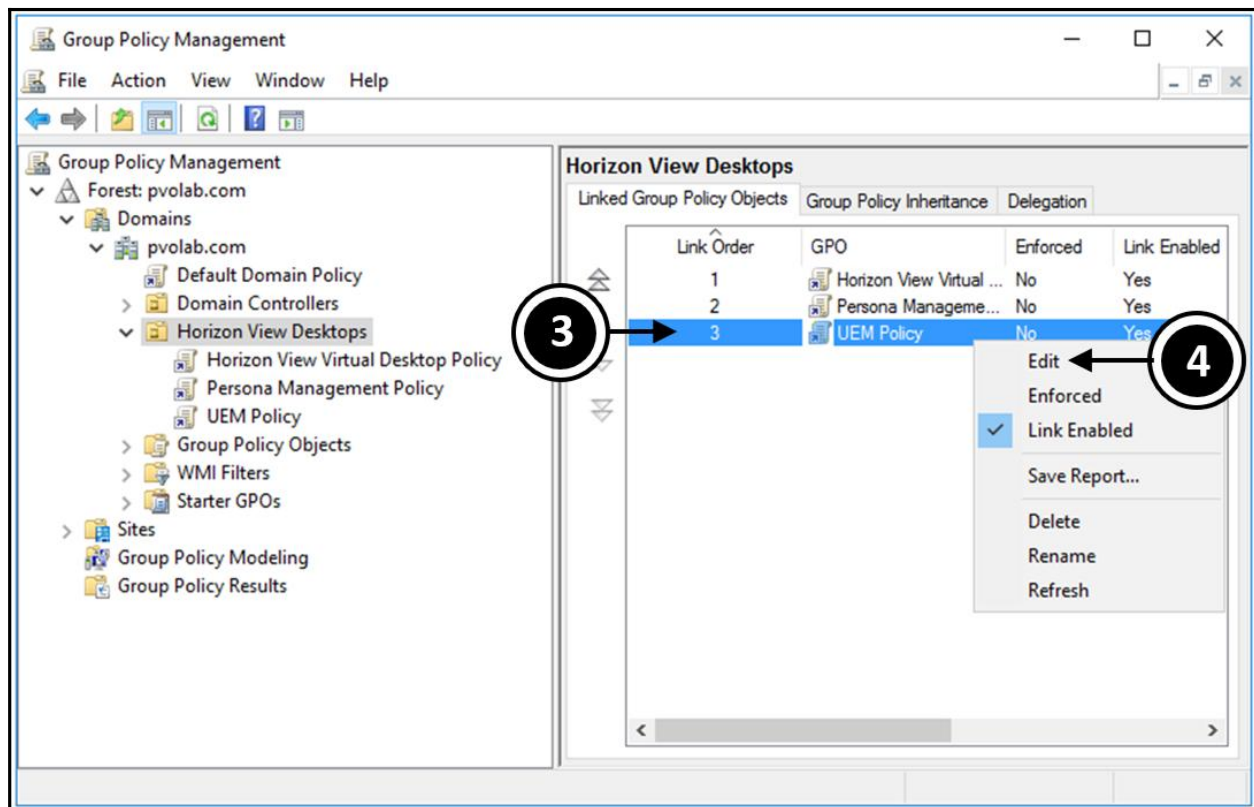 Group Policy Management
File Action View Window Help
Group Policy Management
Forest: pvolab.com
Domains
pvolab.com
Default Domain Policy
Domain Controllers
Horizon View Desktops
Horizon View Virtual Desktop Policy
Persona Management Policy
UEM Policy
Group Policy Objects
WMI Filters
Starter GPOs
Sites
Group Policy Modeling
Group Policy Results
Horizon View Desktops
Linked Group Policy Objects Group Policy Inheritance Delegation
Link Order GPO Enforced Link Enabled
1 Horizon View Virtual ... No Yes
2 Persona Manageme... No Yes
3 UEM Policy No Yes
3
4
Edit
Enforced
Link Enabled
Save Report...
Delete
Rename
Refresh